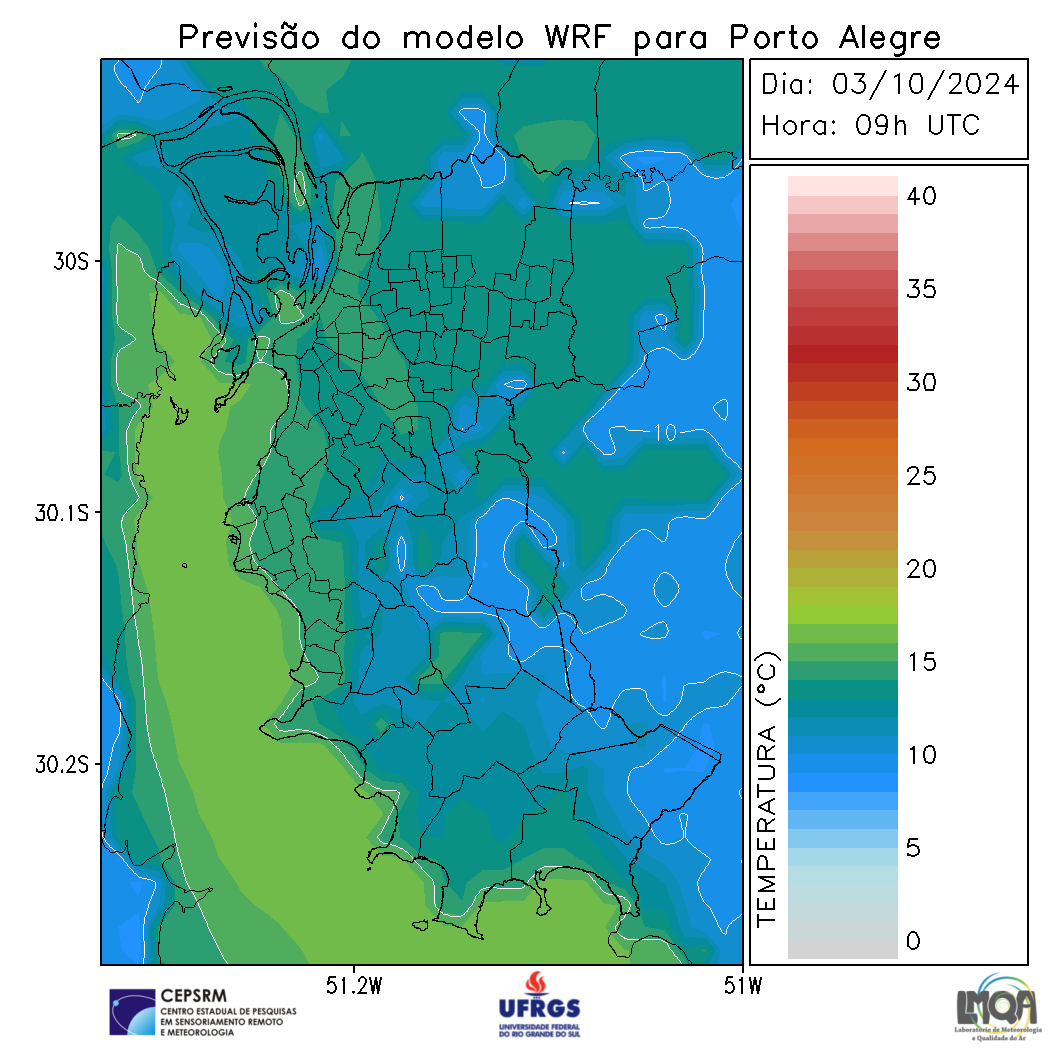 Previsão do modelo WRF para Porto Alegre
Dia: 03/10/2024
Hora: 09h UTC
40
35
30
25
20
15
10
5
0
TEMPERATURA (°C)
30S
30.1S
30.2S
10
51.2W
51W
CEPSRM
CENTRO ESTADUAL DE PESQUISAS
EM SENSORIAMENTO REMOTO
E METEOROLOGIA
UFRGS
UNIVERSIDADE FEDERAL
DO RIO GRANDE DO SUL
LMQA
Laboratório de Meteorologia
e Qualidade do Ar